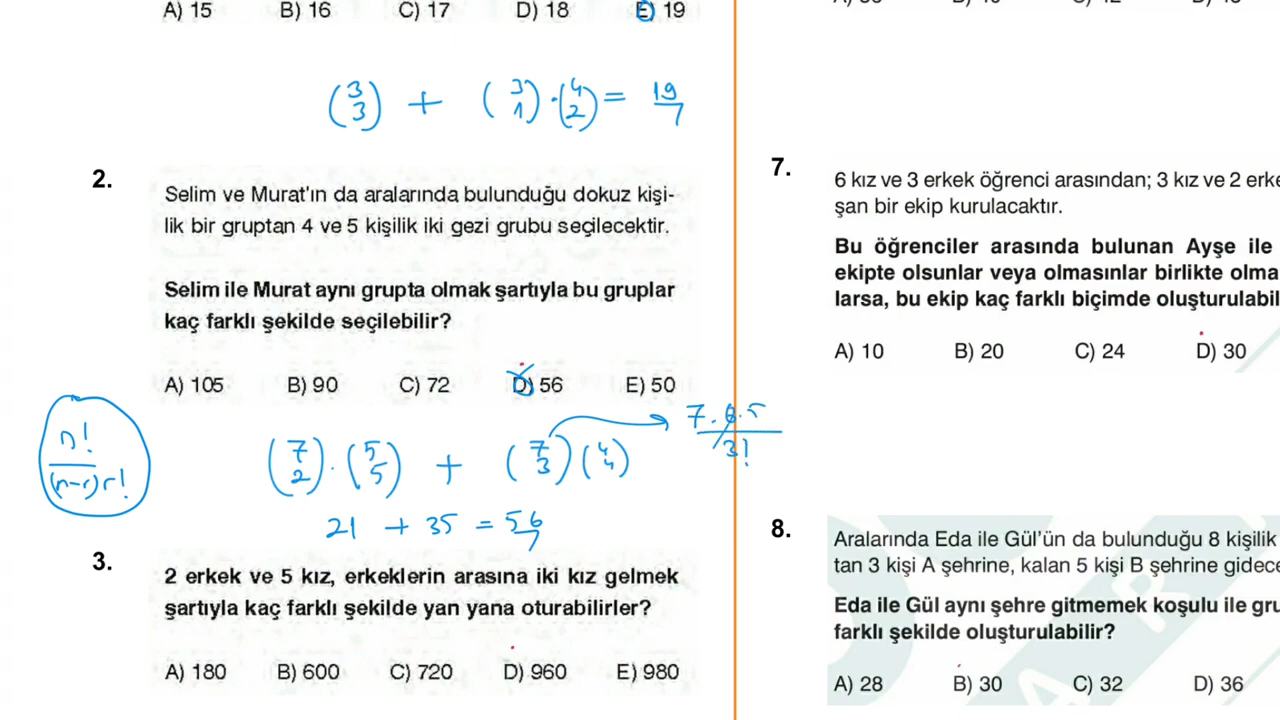 A) 15 B) 16 C) 17 D) 18 E) 19
(3 3) + (3 1)·(4 2) = 19
2.
Selim ve Murat'ın da aralarında bulunduğu dokuz kişi-
lik bir gruptan 4 ve 5 kişilik iki gezi grubu seçilecektir.
Selim ile Murat aynı grupta olmak şartıyla bu gruplar
kaç farklı şekilde seçilebilir?
A) 105 B) 90 C) 72 D) 56 E) 50
n!
(n-r)r!
(7 2)·(5 5) + (7 3)(4 4)
7.6.5
3!
21 + 35 = 56
3.
2 erkek ve 5 kız, erkeklerin arasına iki kız gelmek
şartıyla kaç farklı şekilde yan yana oturabilirler?
A) 180 B) 600 C) 720 D) 960 E) 980
7.
6 kız ve 3 erkek öğrenci arasından; 3 kız ve 2 erke
şan bir ekip kurulacaktır.
Bu öğrenciler arasında bulunan Ayşe ile
ekipte olsunlar veya olmasınlar birlikte olma
larsa, bu ekip kaç farklı biçimde oluşturulabil
A) 10 B) 20 C) 24 D) 30
8.
Aralarında Eda ile Gül'ün da bulunduğu 8 kişilik
tan 3 kişi A şehrine, kalan 5 kişi B şehrine gidece
Eda ile Gül aynı şehre gitmemek koşulu ile gru
farklı şekilde oluşturulabilir?
A) 28 B) 30 C) 32 D) 36